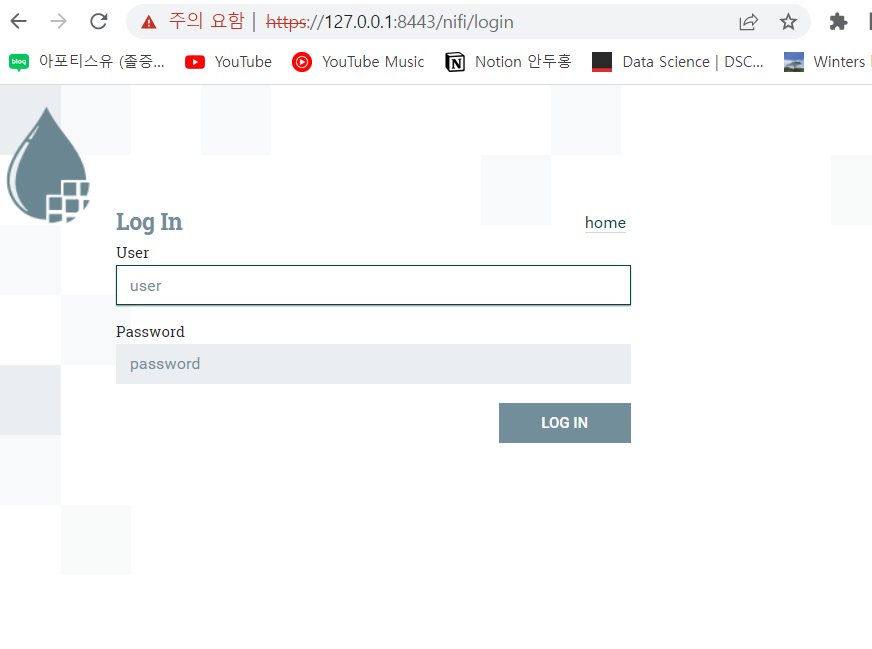 주의 요함 | https://127.0.0.1:8443/nifi/login
blog 아포티스유 (졸증... YouTube YouTube Music Notion 안두홍 Data Science | DSC... Winters
Log In home
User
user
Password
password
LOG IN